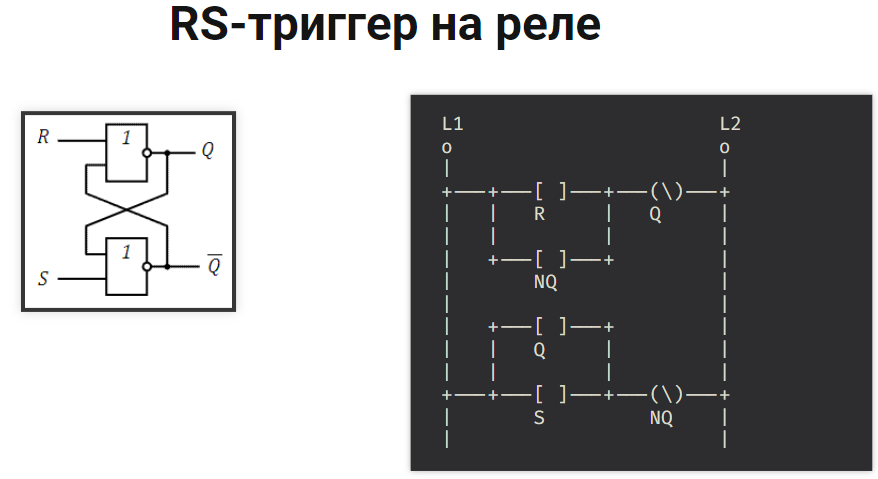 RS-триггер на реле
R
1
Q
1
S
Q̅
L1 L2
o o
| |
+——+——[ ]——+——(\)——+
| | R | Q |
| | | |
| +——[ ]——+ |
| NQ |
| |
| +——[ ]——+ |
| | Q | |
| | | |
+——+——[ ]——+——(\)——+
| S NQ |
| |